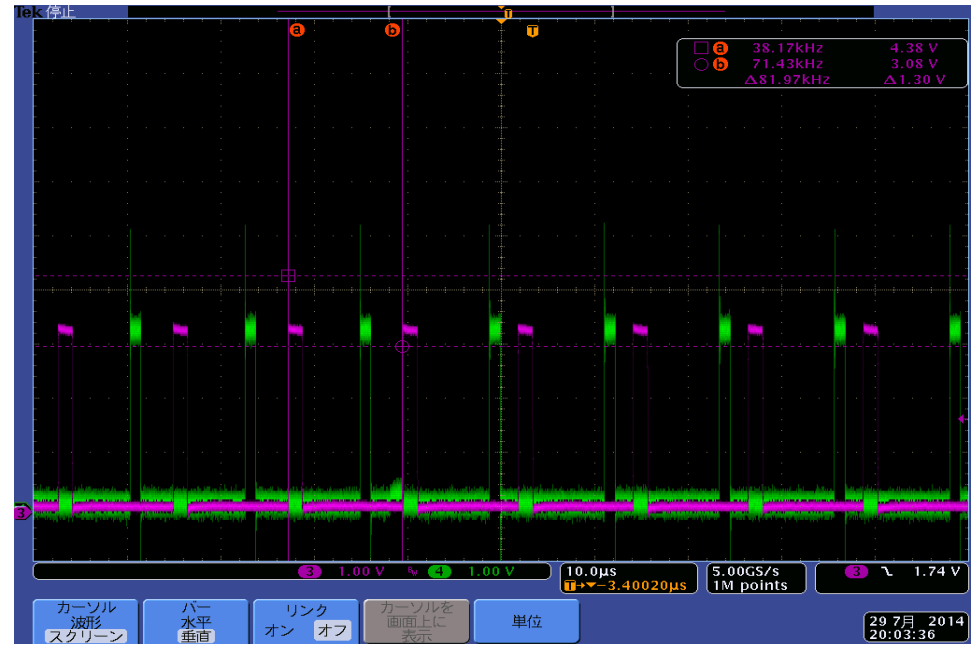 Tek 停止
T
a b T
a 38.17kHz 4.38 V
b 71.43kHz 3.08 V
Δ81.97kHz Δ1.30 V
3
3 1.00 V BW 4 1.00 V
10.0µs
T→▼−3.40020µs
5.00GS/s
1M points
3 1.74 V
カーソル
波形
スクリーン
バー
水平
垂直
リンク
オン オフ
カーソルを
画面上に
表示
単位
29 7月 2014
20:03:36